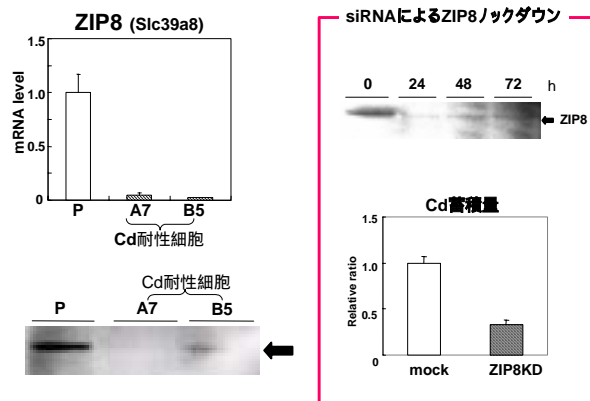 ZIP8 (Slc39a8)
mRNA level
1.5
1.0
0.5
0
P A7 B5
Cd耐性細胞
Cd耐性細胞
P A7 B5
siRNAによるZIP8ノックダウン
0 24 48 72 h
ZIP8
Cd蓄積量
Relative ratio
1.5
1.0
0.5
0
mock ZIP8KD